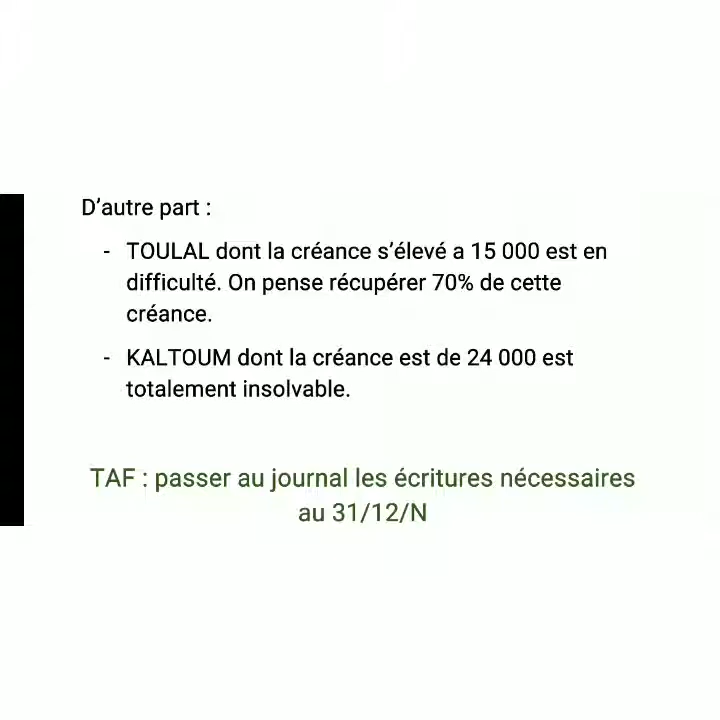 D’autre part :
- TOULAL dont la créance s’élevé a 15 000 est en
difficulté. On pense récupérer 70% de cette
créance.
- KALTOUM dont la créance est de 24 000 est
totalement insolvable.
TAF : passer au journal les écritures nécessaires
au 31/12/N